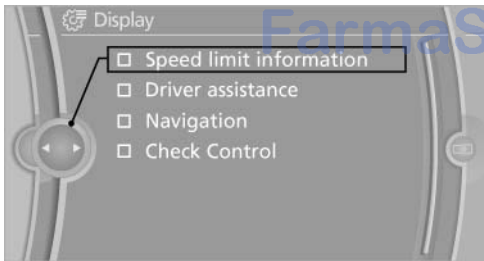 Display
FarmaS
Speed limit information
Driver assistance
Navigation
Check Control